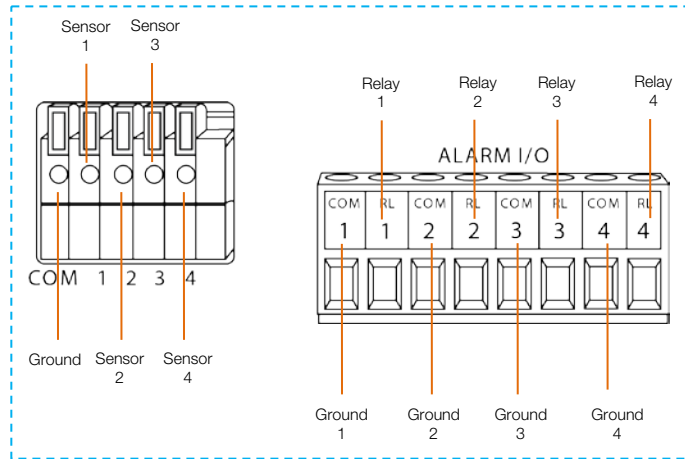 Sensor
1
Sensor
3
COM 1 2 3 4
Ground
Sensor
2
Sensor
4
Relay
1
Relay
2
Relay
3
Relay
4
ALARM I/O
COM RL COM RL COM RL COM RL
1 1 2 2 3 3 4 4
Ground
1
Ground
2
Ground
3
Ground
4